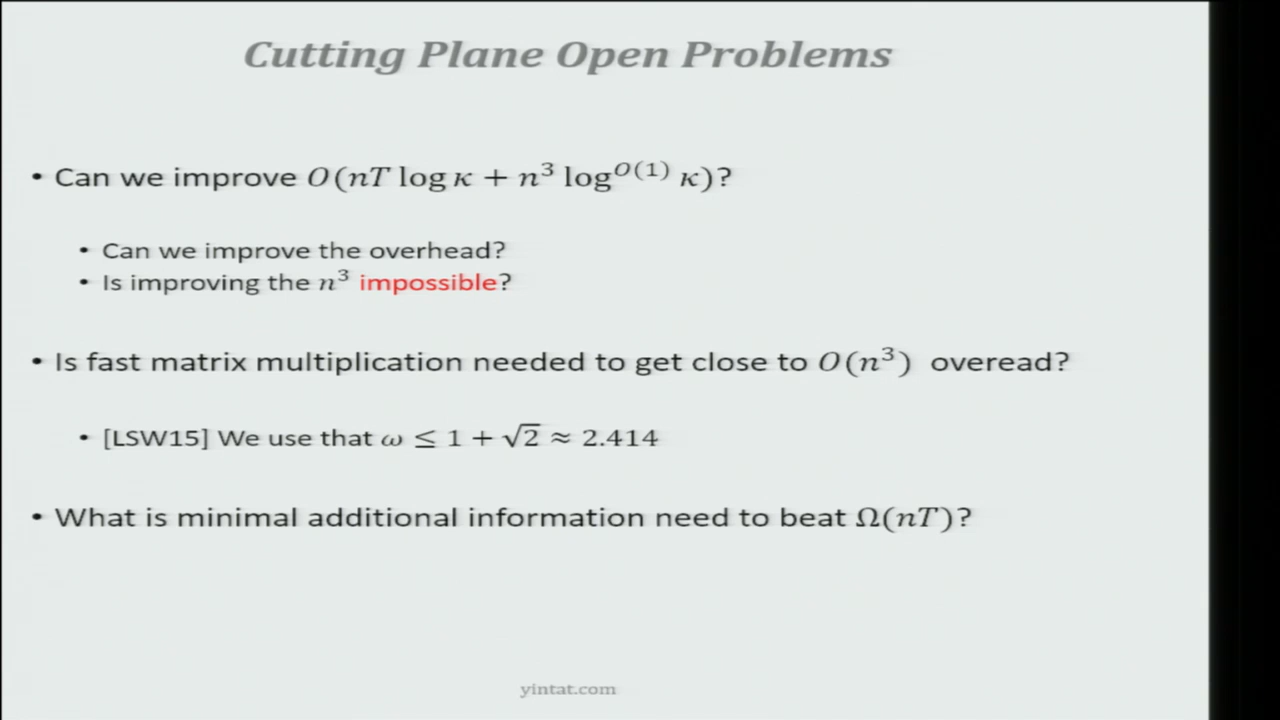 Cutting Plane Open Problems
• Can we improve O(nT log κ + n³ log^{O(1)} κ)?
• Can we improve the overhead?
• Is improving the n³ impossible?
• Is fast matrix multiplication needed to get close to O(n³) overead?
• [LSW15] We use that ω ≤ 1 + √2 ≈ 2.414
• What is minimal additional information need to beat Ω(nT)?
yintat.com